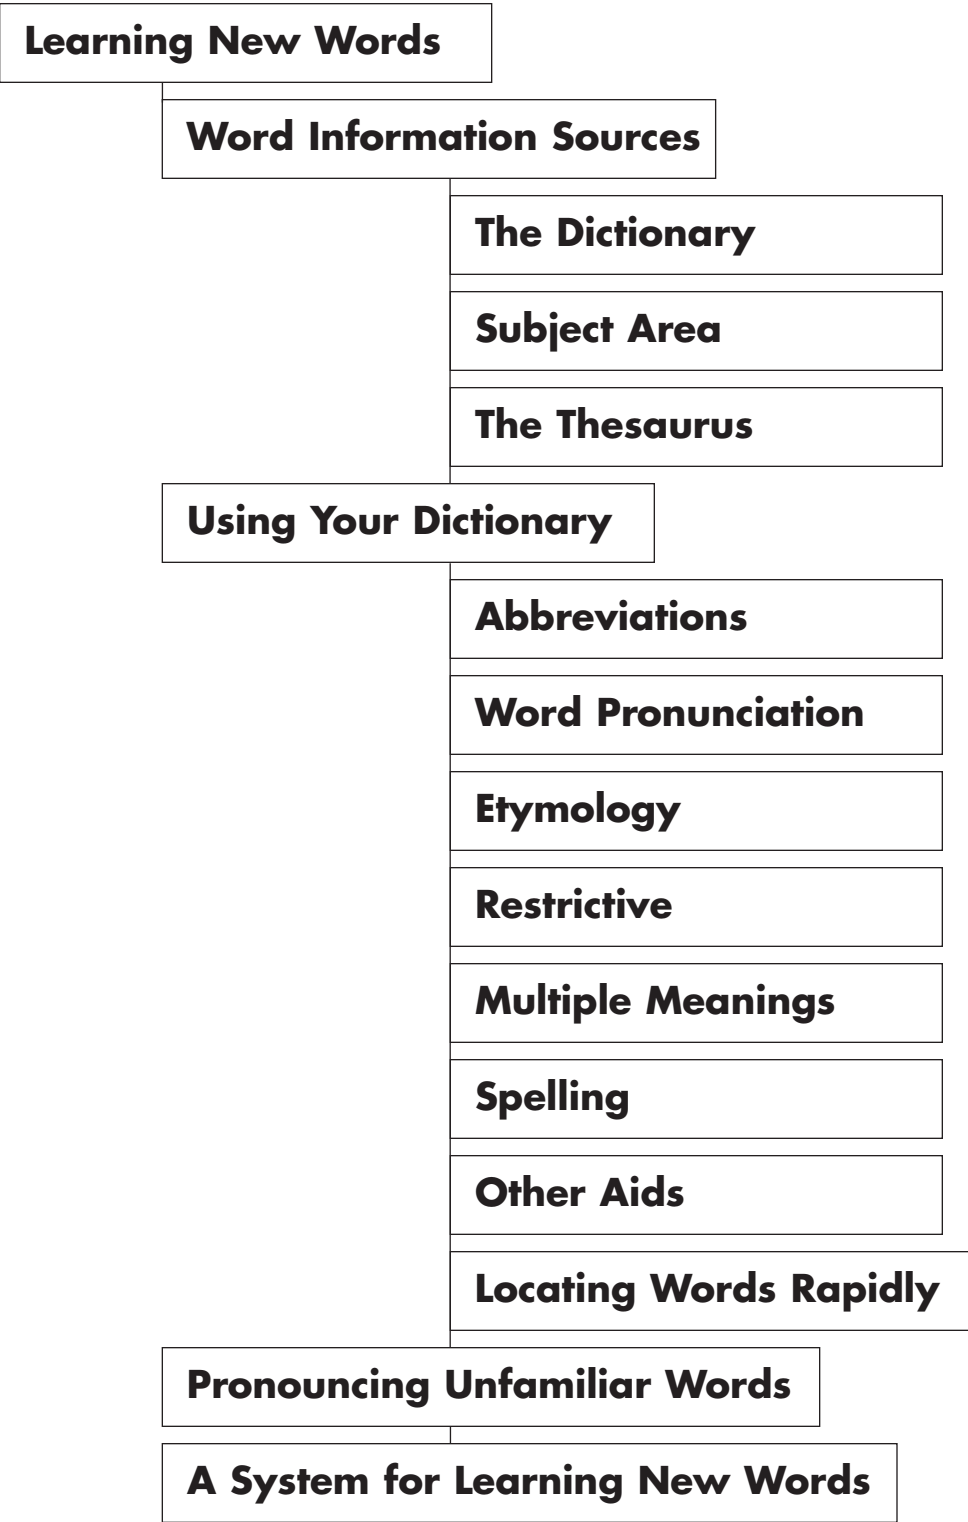 Learning New Words
Word Information Sources
The Dictionary
Subject Area
The Thesaurus
Using Your Dictionary
Abbreviations
Word Pronunciation
Etymology
Restrictive
Multiple Meanings
Spelling
Other Aids
Locating Words Rapidly
Pronouncing Unfamiliar Words
A System for Learning New Words